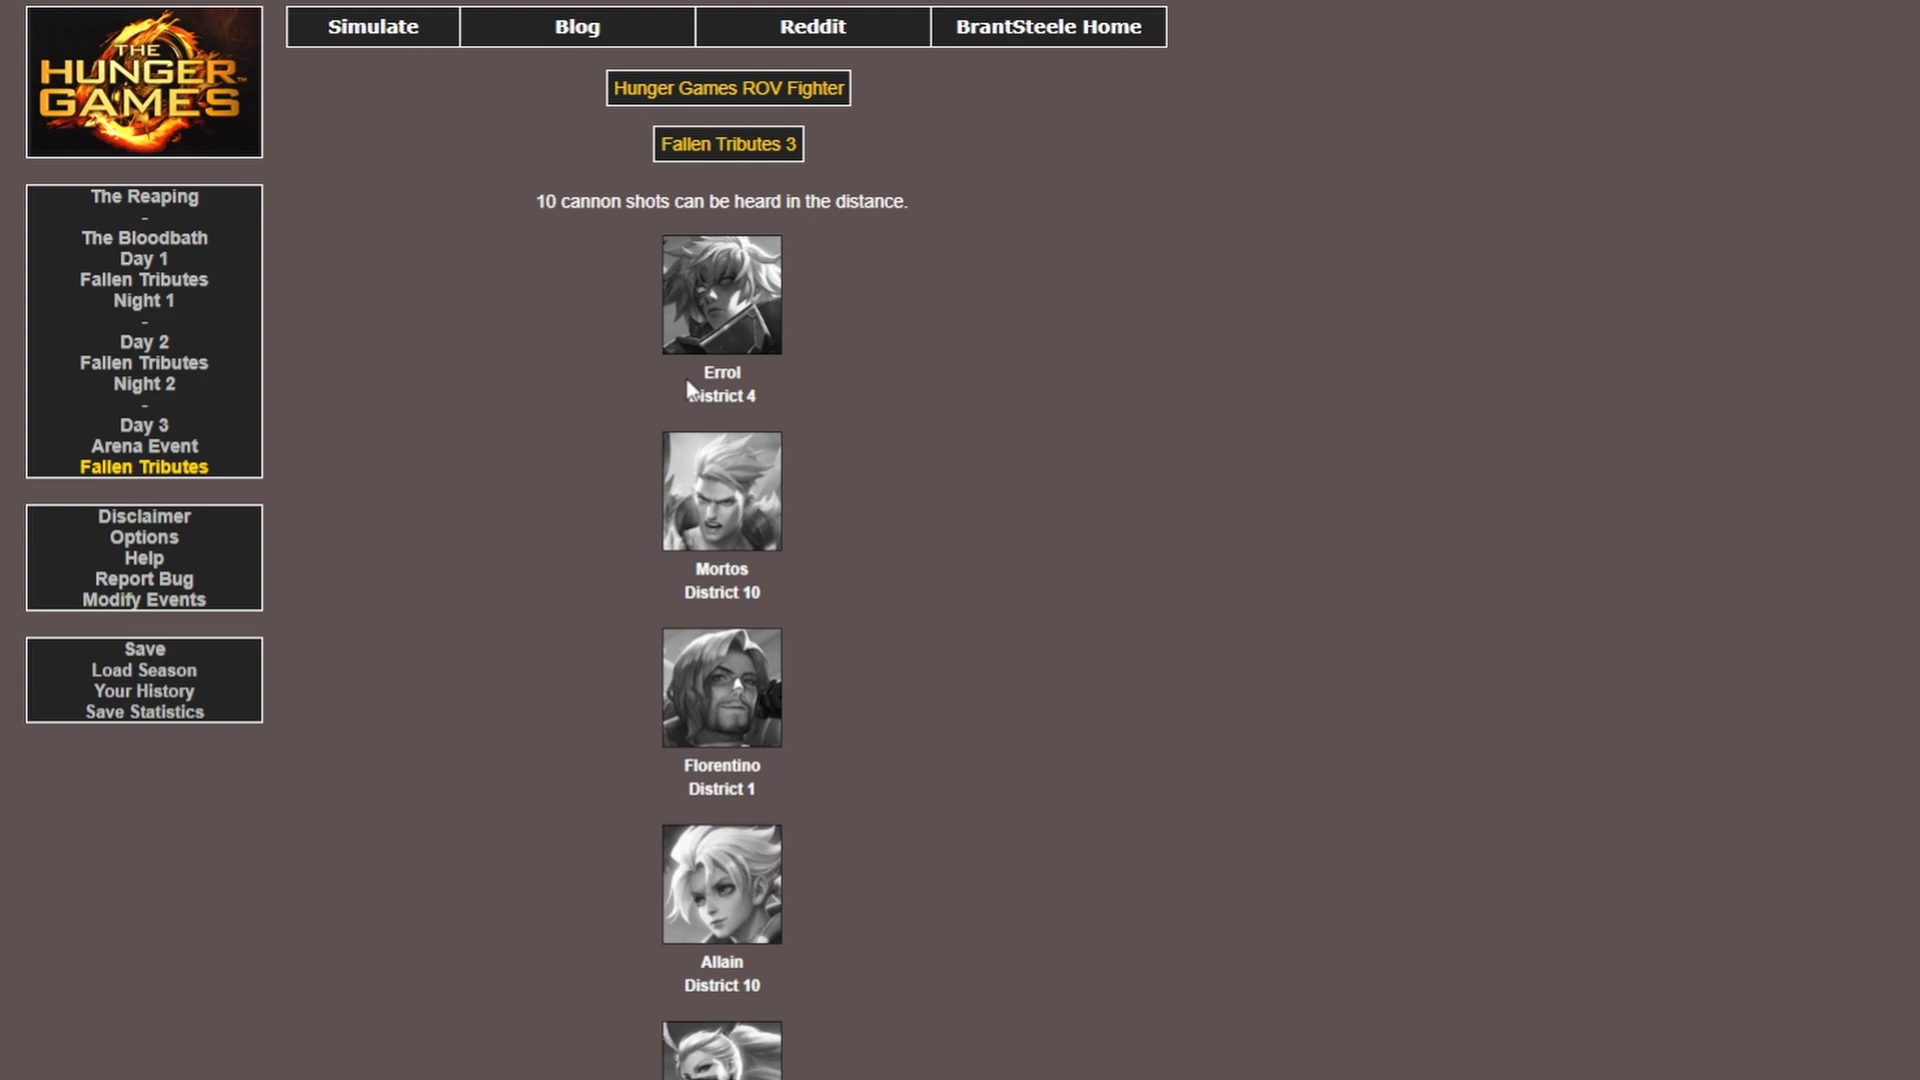 THE
HUNGER
GAMES
The Reaping
-
The Bloodbath
Day 1
Fallen Tributes
Night 1
-
Day 2
Fallen Tributes
Night 2
-
Day 3
Arena Event
Fallen Tributes
Disclaimer
Options
Help
Report Bug
Modify Events
Save
Load Season
Your History
Save Statistics
Simulate
Blog
Reddit
BrantSteele Home
Hunger Games ROV Fighter
Fallen Tributes 3
10 cannon shots can be heard in the distance.
Errol
District 4
Mortos
District 10
Florentino
District 1
Allain
District 10